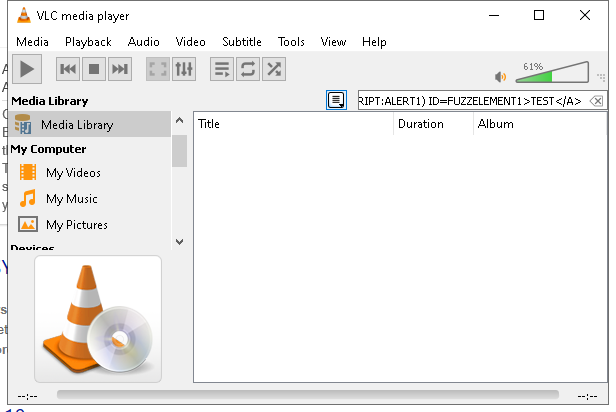 VLC media player
Media Playback Audio Video Subtitle Tools View Help
61%
Media Library
RIPT:ALERT1) ID=FUZZELEMENT1>TEST</A>
Media Library
Title Duration Album
My Computer
My Videos
My Music
My Pictures
Devices
--:-- --:--